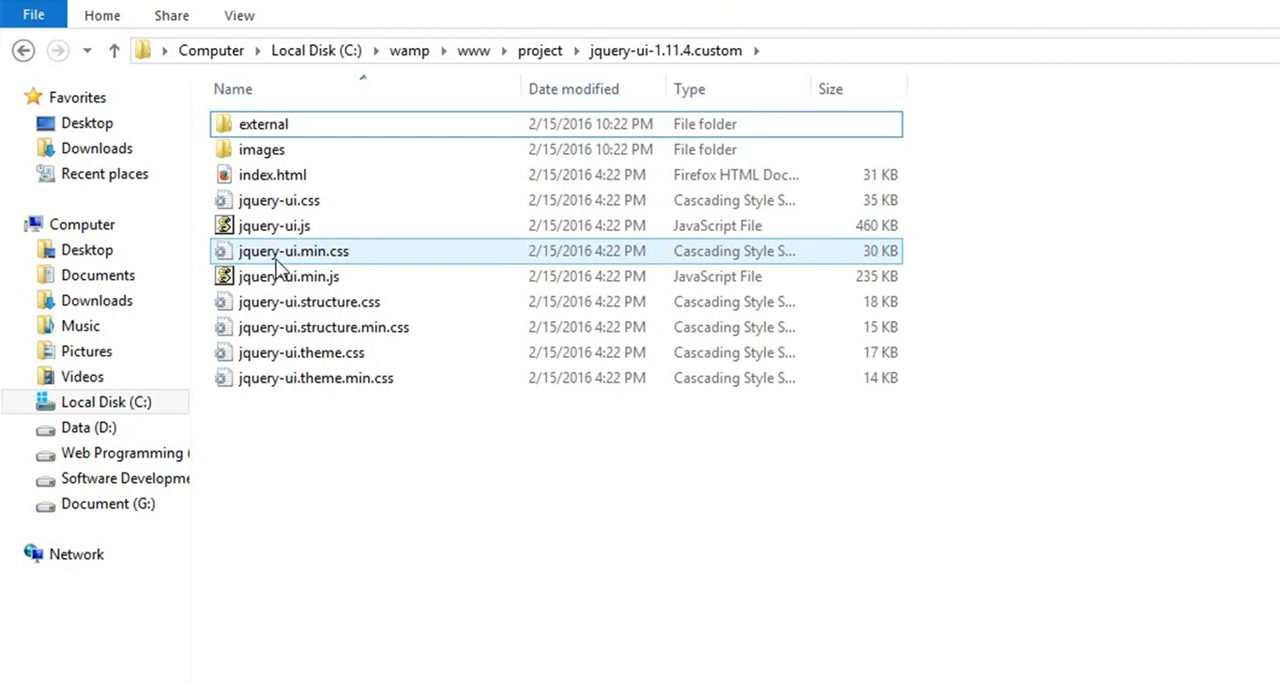 File Home Share View
Computer Local Disk (C:) wamp www project jquery-ui-1.11.4.custom
Name Date modified Type Size
Favorites
Desktop
Downloads
Recent places
Computer
Desktop
Documents
Downloads
Music
Pictures
Videos
Local Disk (C:)
Data (D:)
Web Programming (
Software Developme
Document (G:)
Network
external 2/15/2016 10:22 PM File folder
images 2/15/2016 10:22 PM File folder
index.html 2/15/2016 4:22 PM Firefox HTML Doc... 31 KB
jquery-ui.css 2/15/2016 4:22 PM Cascading Style S... 35 KB
jquery-ui.js 2/15/2016 4:22 PM JavaScript File 460 KB
jquery-ui.min.css 2/15/2016 4:22 PM Cascading Style S... 30 KB
jquery-ui.min.js 2/15/2016 4:22 PM JavaScript File 235 KB
jquery-ui.structure.css 2/15/2016 4:22 PM Cascading Style S... 18 KB
jquery-ui.structure.min.css 2/15/2016 4:22 PM Cascading Style S... 15 KB
jquery-ui.theme.css 2/15/2016 4:22 PM Cascading Style S... 17 KB
jquery-ui.theme.min.css 2/15/2016 4:22 PM Cascading Style S... 14 KB